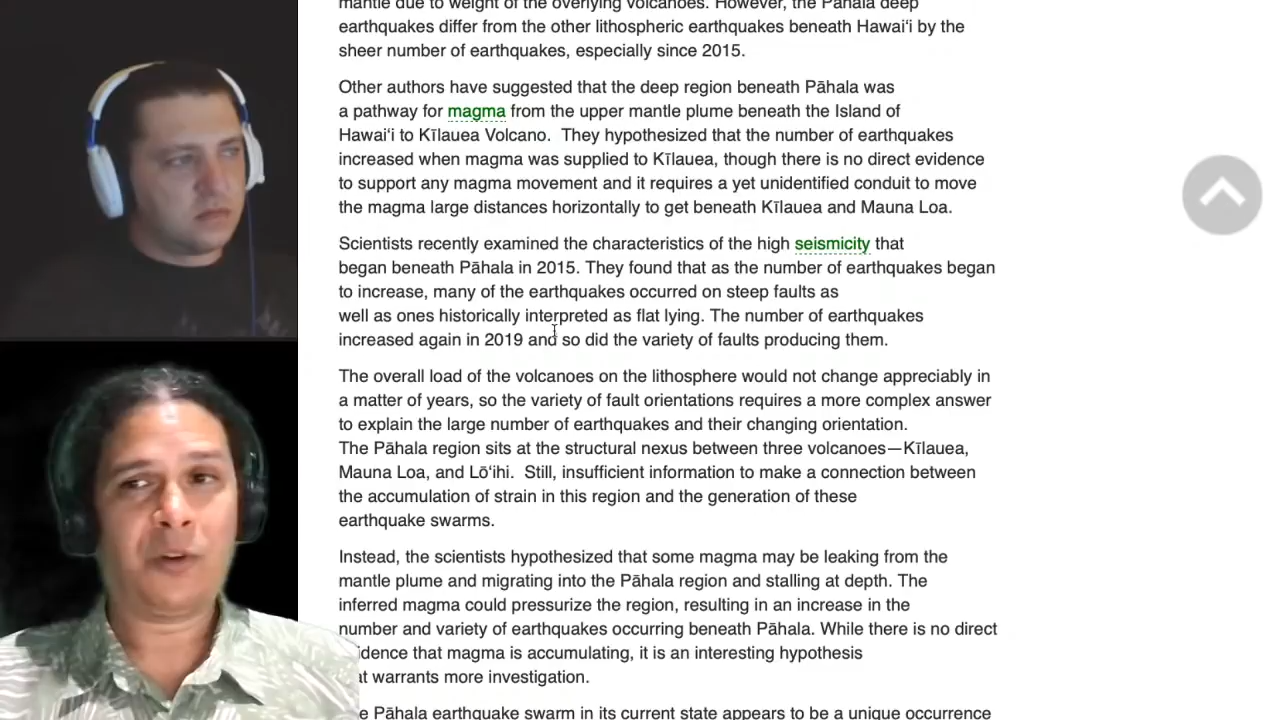 mantle due to weight of the overlying volcanoes. However, the Pāhala deep
earthquakes differ from the other lithospheric earthquakes beneath Hawaiʻi by the
sheer number of earthquakes, especially since 2015.
Other authors have suggested that the deep region beneath Pāhala was
a pathway for magma from the upper mantle plume beneath the Island of
Hawaiʻi to Kīlauea Volcano.  They hypothesized that the number of earthquakes
increased when magma was supplied to Kīlauea, though there is no direct evidence
to support any magma movement and it requires a yet unidentified conduit to move
the magma large distances horizontally to get beneath Kīlauea and Mauna Loa.
Scientists recently examined the characteristics of the high seismicity that
began beneath Pāhala in 2015. They found that as the number of earthquakes began
to increase, many of the earthquakes occurred on steep faults as
well as ones historically interpreted as flat lying. The number of earthquakes
increased again in 2019 and so did the variety of faults producing them.
The overall load of the volcanoes on the lithosphere would not change appreciably in
a matter of years, so the variety of fault orientations requires a more complex answer
to explain the large number of earthquakes and their changing orientation.
The Pāhala region sits at the structural nexus between three volcanoes—Kīlauea,
Mauna Loa, and Lōʻihi.  Still, insufficient information to make a connection between
the accumulation of strain in this region and the generation of these
earthquake swarms.
Instead, the scientists hypothesized that some magma may be leaking from the
mantle plume and migrating into the Pāhala region and stalling at depth. The
inferred magma could pressurize the region, resulting in an increase in the
number and variety of earthquakes occurring beneath Pāhala. While there is no direct
idence that magma is accumulating, it is an interesting hypothesis
at warrants more investigation.
e Pāhala earthquake swarm in its current state appears to be a unique occurrence